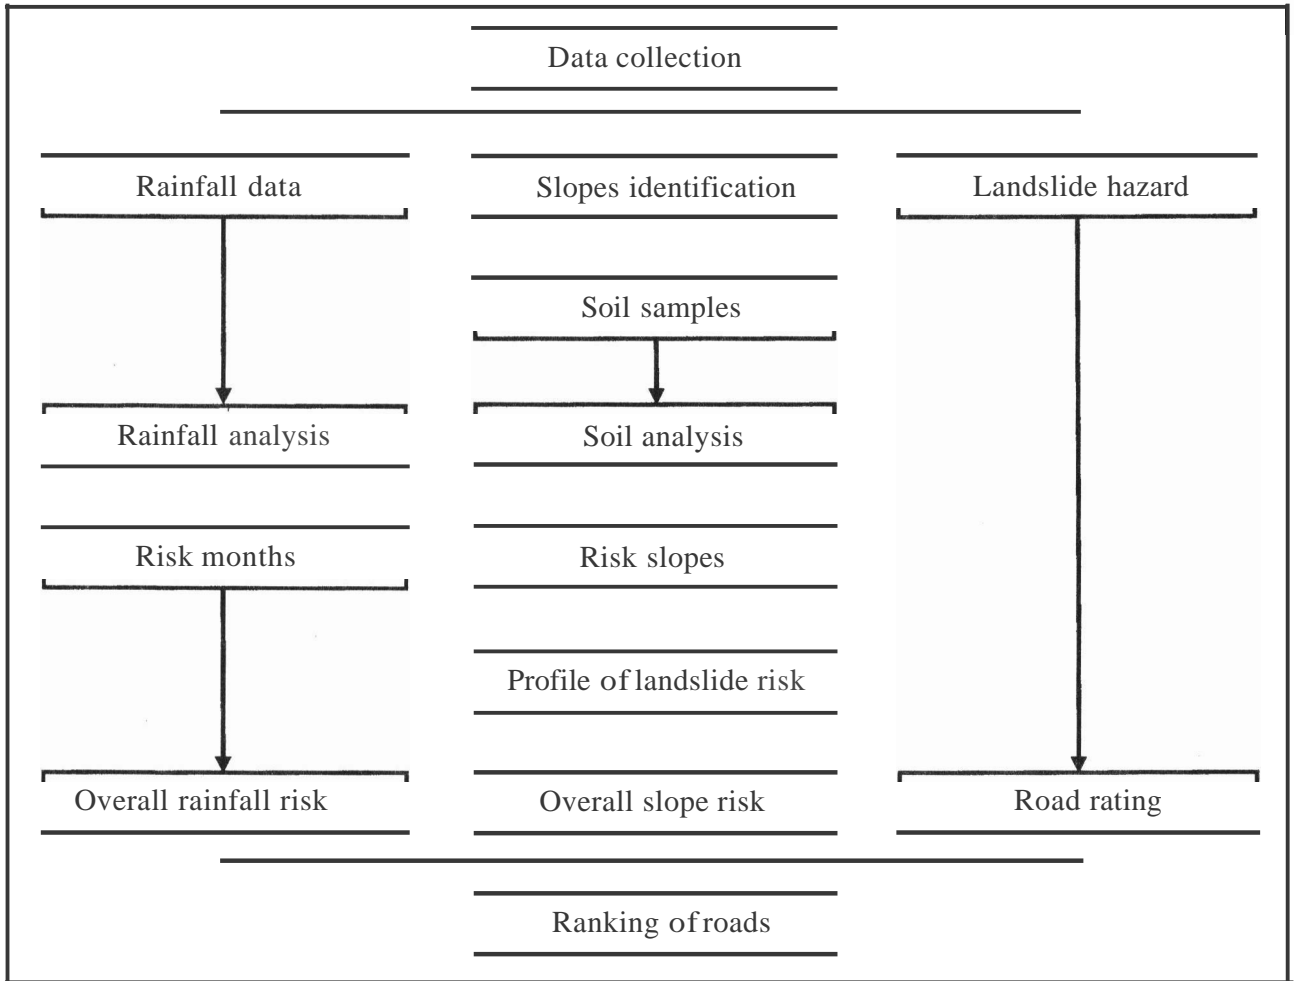 Data collection
Rainfall data
Slopes identification
Landslide hazard
Soil samples
Rainfall analysis
Soil analysis
Risk months
Risk slopes
Profile of landslide risk
Overall rainfall risk
Overall slope risk
Road rating
Ranking of roads